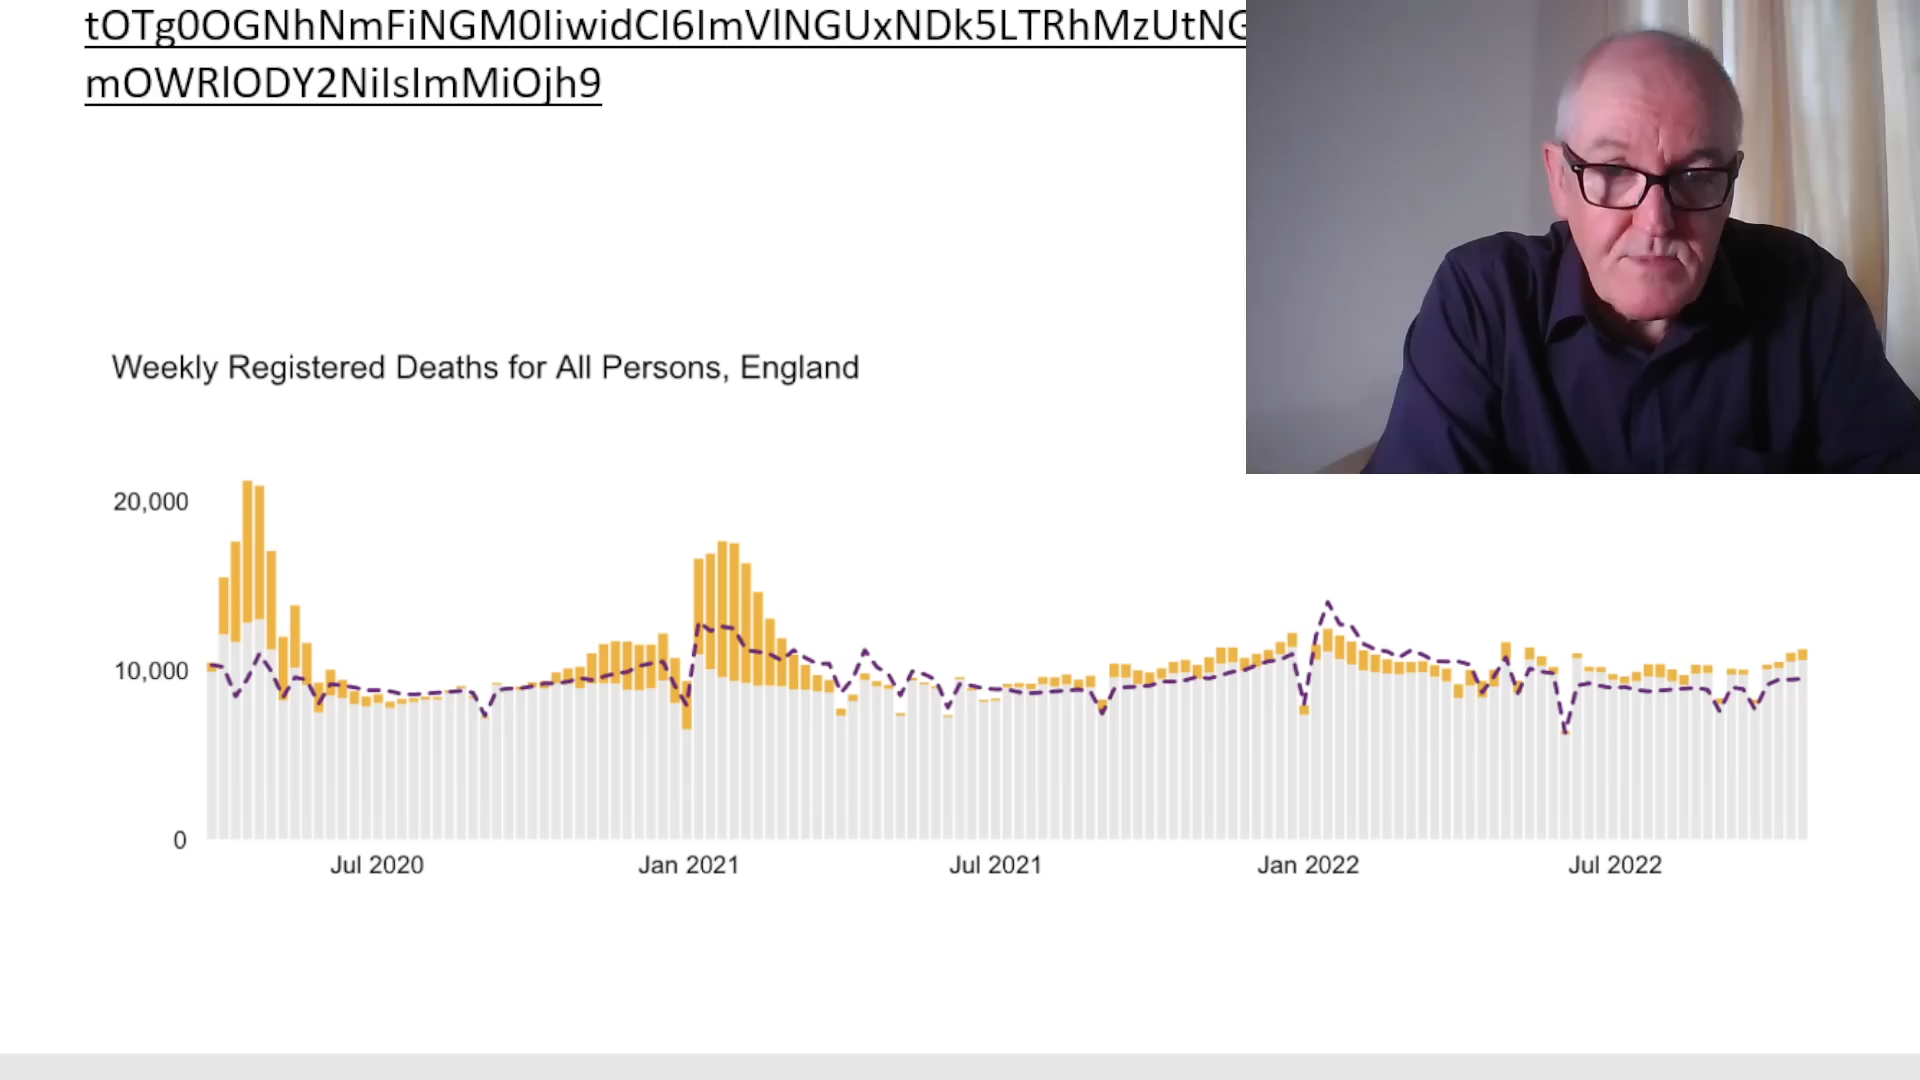 tOTg0OGNhNmFiNGM0IiwidCI6ImVlNGUxNDk5LTRhMzUtNG
mOWRlODY2NiIsImMiOjh9
Weekly Registered Deaths for All Persons, England
20,000
10,000
0
Jul 2020
Jan 2021
Jul 2021
Jan 2022
Jul 2022